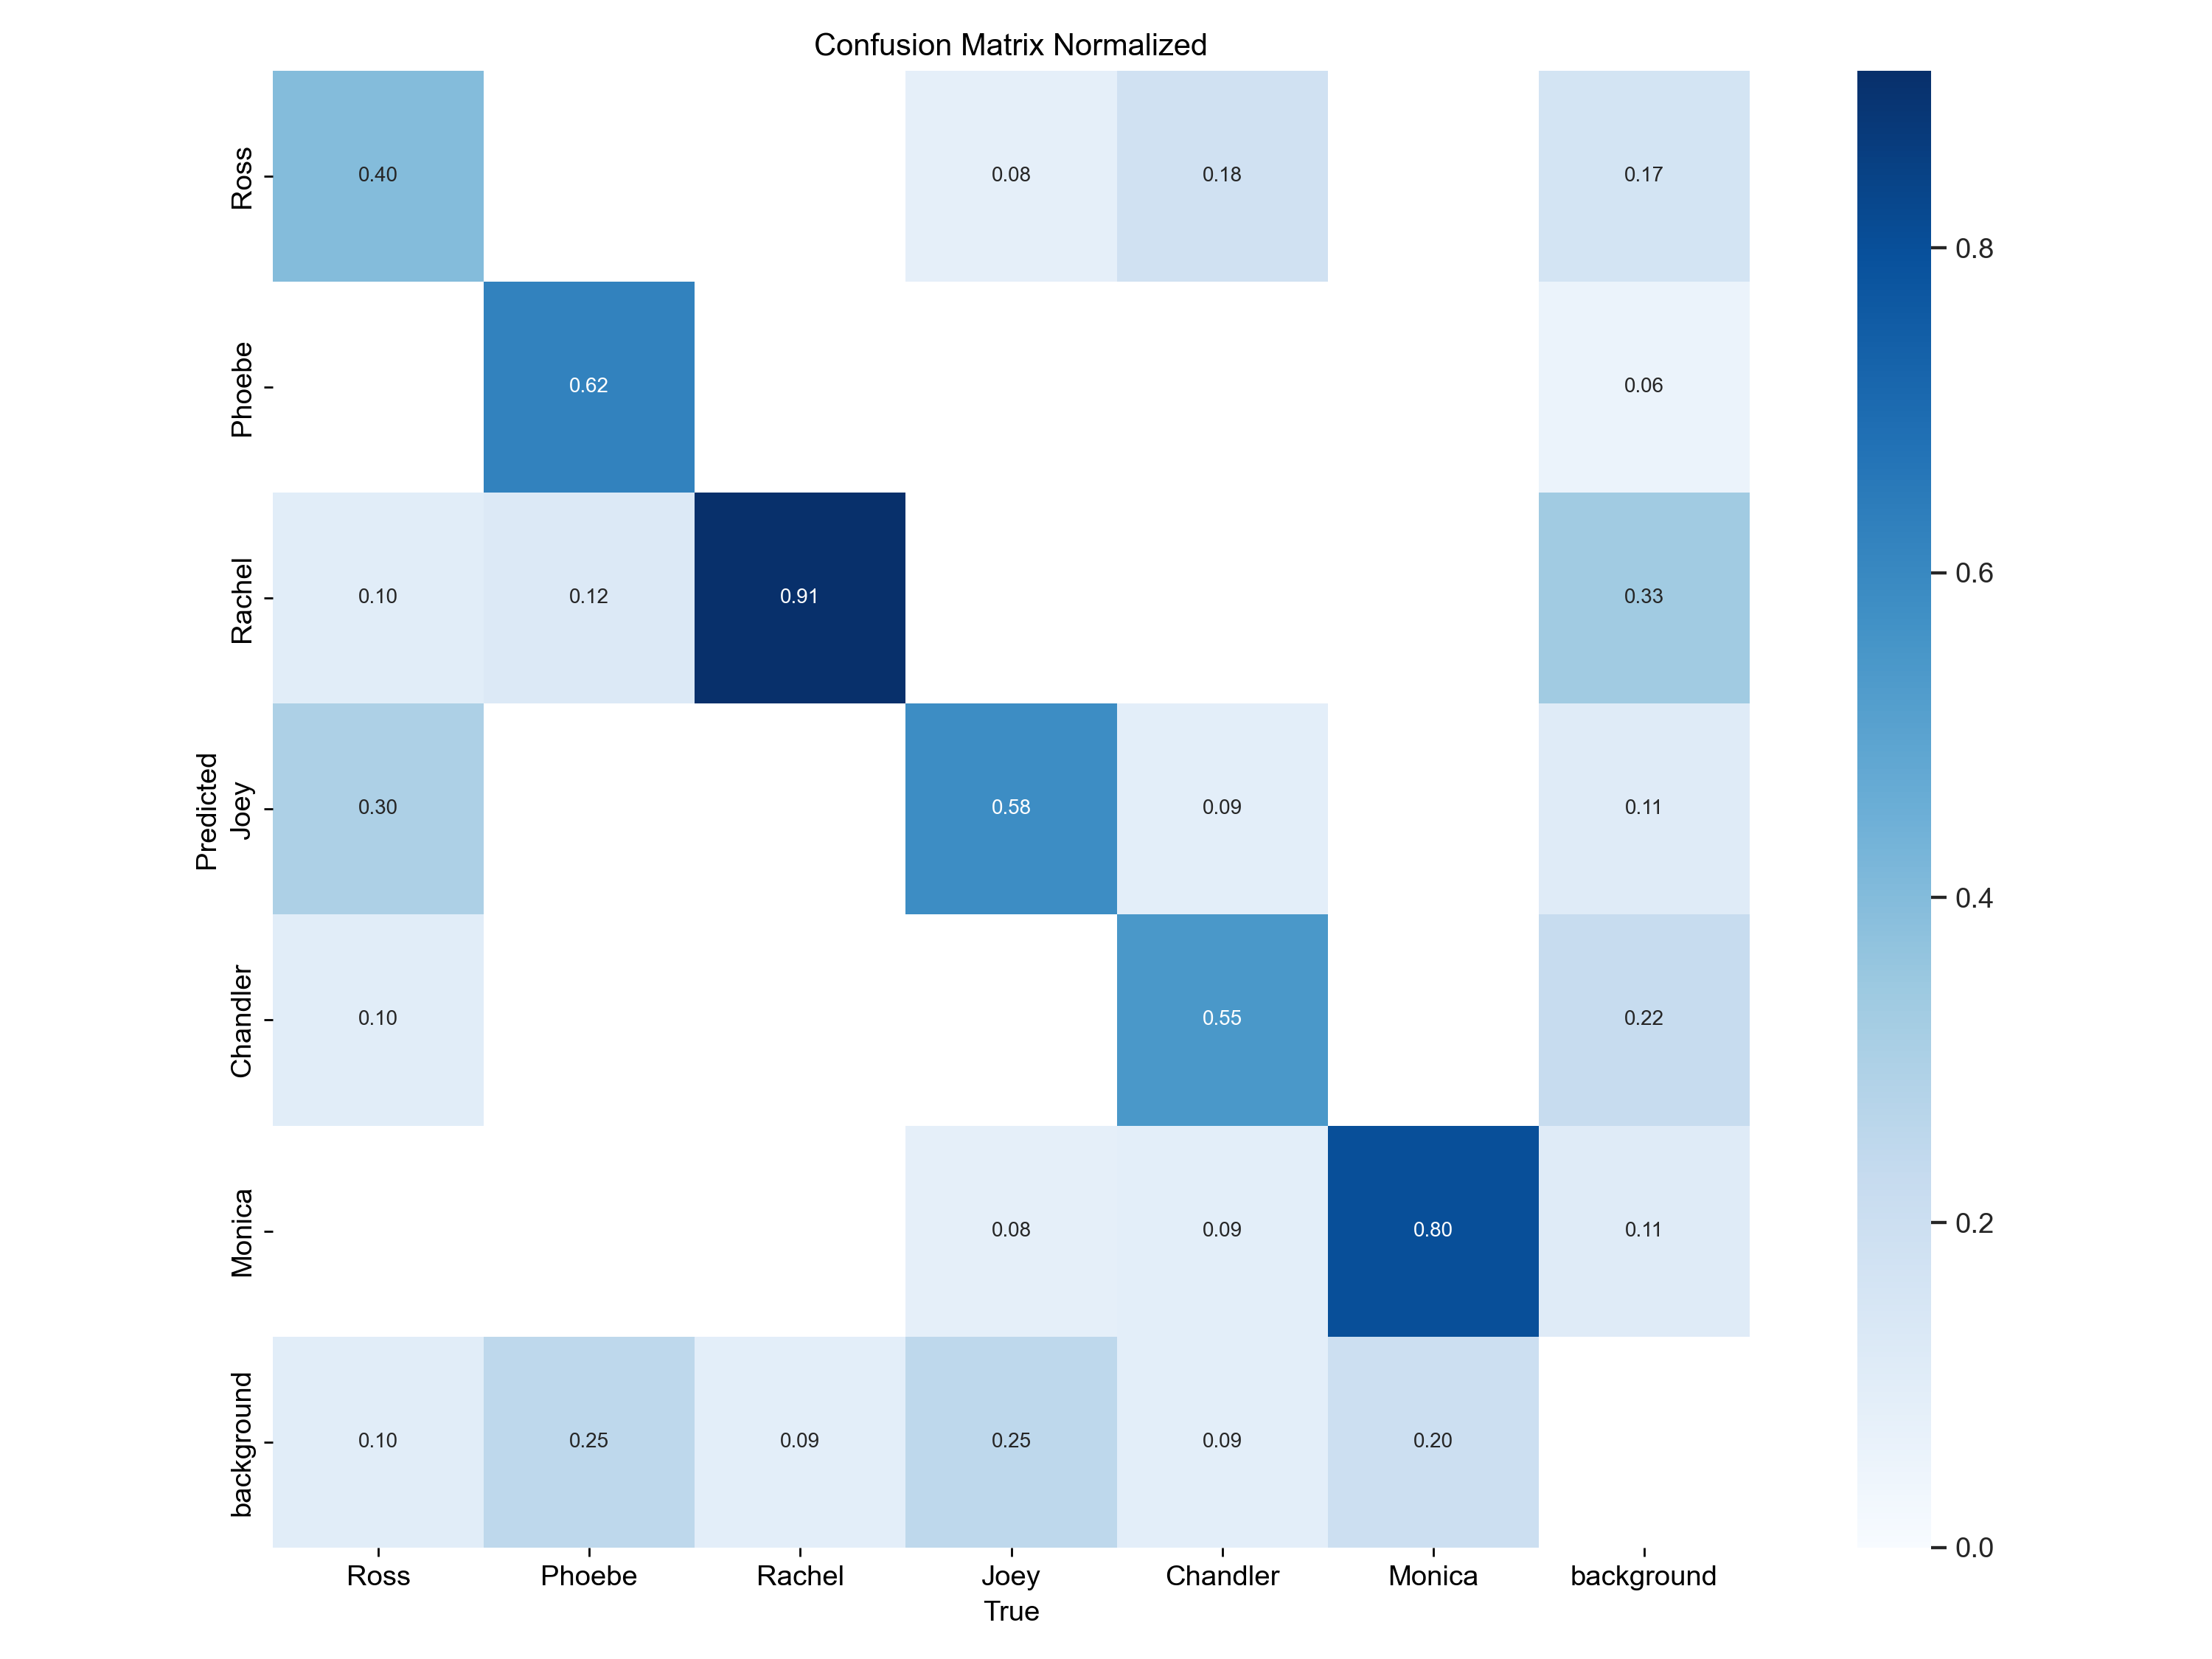 Confusion Matrix Normalized
Ross 0.40 0.08 0.18 0.17
Phoebe 0.62 0.06
Rachel 0.10 0.12 0.91 0.33
Predicted
Joey 0.30 0.58 0.09 0.11
Chandler 0.10 0.55 0.22
Monica 0.08 0.09 0.80 0.11
background 0.10 0.25 0.09 0.25 0.09 0.20
Ross Phoebe Rachel Joey Chandler Monica background
True
0.8
0.6
0.4
0.2
0.0